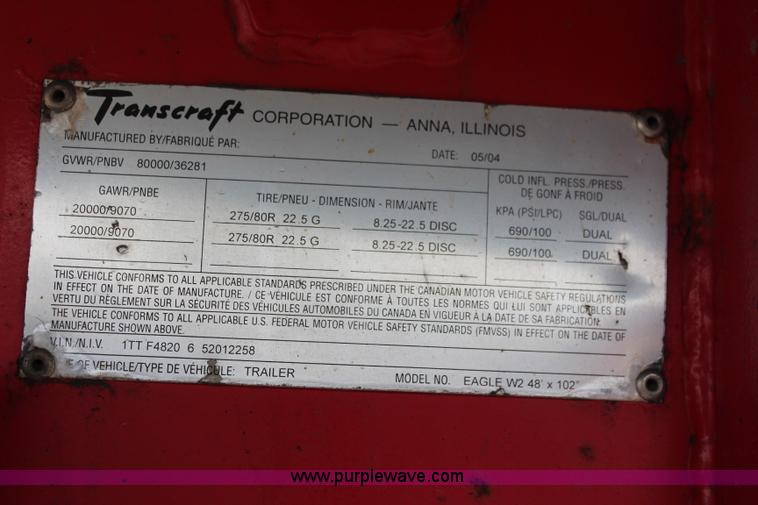 Transcraft CORPORATION — ANNA, ILLINOIS
MANUFACTURED BY/FABRIQUÉ PAR:
DATE: 05/04
GVWR/PNBV 80000/36281
GAWR/PNBE
TIRE/PNEU - DIMENSION - RIM/JANTE
COLD INFL. PRESS./PRESS.
DE GONF À FROID
KPA (PSI/LPC) SGL/DUAL
20000/9070 275/80R 22.5 G 8.25-22.5 DISC 690/100 DUAL
20000/9070 275/80R 22.5 G 8.25-22.5 DISC 690/100 DUAL
THIS VEHICLE CONFORMS TO ALL APPLICABLE STANDARDS PRESCRIBED UNDER THE CANADIAN MOTOR VEHICLE SAFETY REGULATIONS
IN EFFECT ON THE DATE OF MANUFACTURE. / CE VÉHICULE EST CONFORME À TOUTES LES NORMES QUI LUI SONT APPLICABLES EN
VERTU DU RÈGLEMENT SUR LA SÉCURITÉ DES VÉHICULES AUTOMOBILES DU CANADA EN VIGUEUR À LA DATE DE SA FABRICATION.
THE VEHICLE CONFORMS TO ALL APPLICABLE U.S. FEDERAL MOTOR VEHICLE SAFETY STANDARDS (FMVSS) IN EFFECT ON THE DATE OF
MANUFACTURE SHOWN ABOVE.
V.I.N./N.I.V. 1TT F4820 6 52012258
OF VEHICLE/TYPE DE VÉHICULE: TRAILER MODEL NO. EAGLE W2 48' x 102"
www.purplewave.com